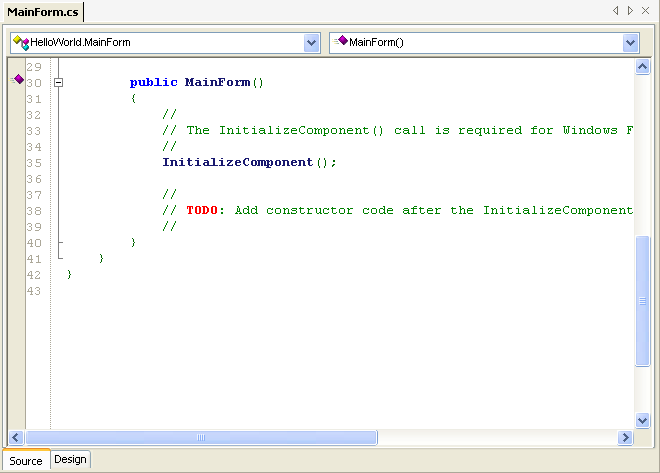 MainForm.cs
HelloWorld.MainForm MainForm()
29
30 public MainForm()
31 {
32 //
33 // The InitializeComponent() call is required for Windows F
34 //
35 InitializeComponent();
36
37 //
38 // TODO: Add constructor code after the InitializeComponent
39 //
40 }
41 }
42 }
43
Source Design